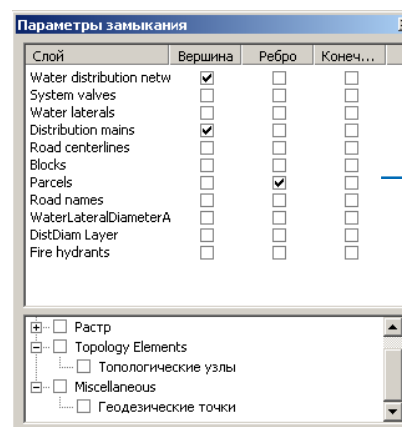 Параметры замыкания
Слой Вершина Ребро Конеч...
Water distribution netw
System valves
Water laterals
Distribution mains
Road centerlines
Blocks
Parcels
Road names
WaterLateralDiameterA
DistDiam Layer
Fire hydrants
Растр
Topology Elements
Топологические узлы
Miscellaneous
Геодезические точки